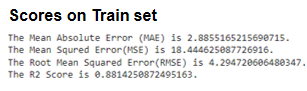 Scores on Train set
The Mean Absolute Error (MAE) is 2.8855165215690715.
The Mean Squred Error(MSE) is 18.444625087726916.
The Root Mean Squared Error(RMSE) is 4.294720606480347.
The R2 Score is 0.8814250872495163.